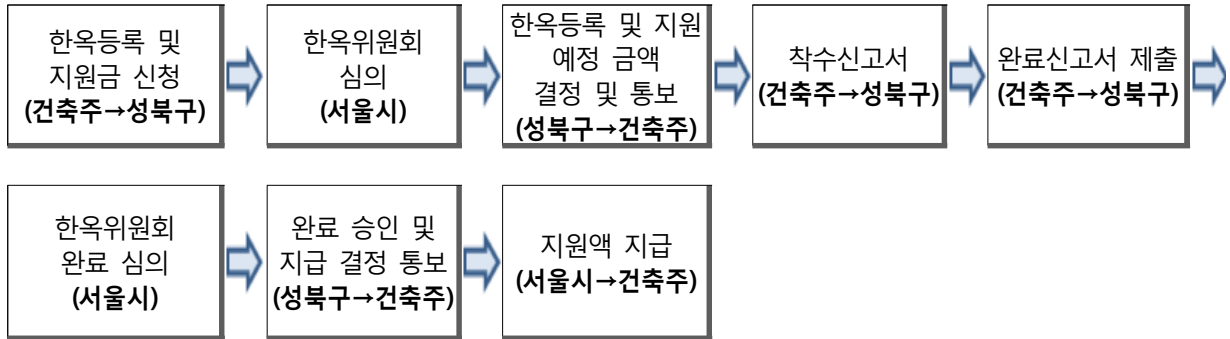 한옥등록 및
지원금 신청
(건축주→성북구)
한옥위원회
심의
(서울시)
한옥등록 및 지원
예정 금액
결정 및 통보
(성북구→건축주)
착수신고서
(건축주→성북구)
완료신고서 제출
(건축주→성북구)
한옥위원회
완료 심의
(서울시)
완료 승인 및
지급 결정 통보
(성북구→건축주)
지원액 지급
(서울시→건축주)